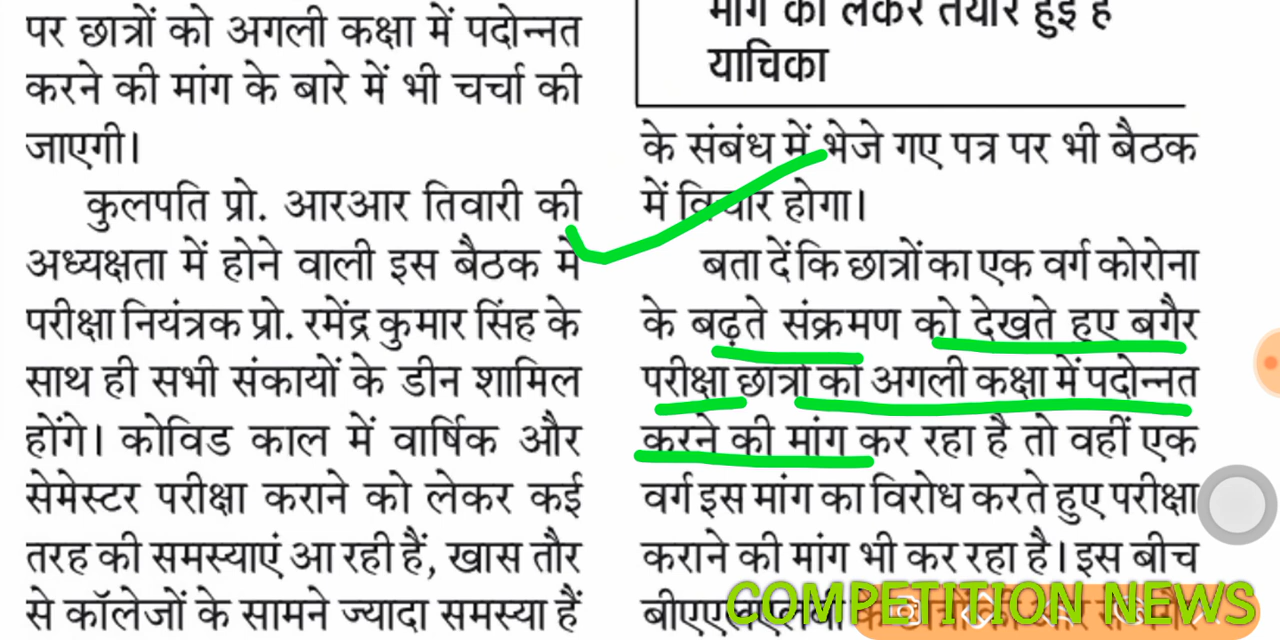 पर छात्रों को अगली कक्षा में पदोन्नत
करने की मांग के बारे में भी चर्चा की
जाएगी।
कुलपति प्रो. आरआर तिवारी की
अध्यक्षता में होने वाली इस बैठक में
परीक्षा नियंत्रक प्रो. रमेंद्र कुमार सिंह के
साथ ही सभी संकायों के डीन शामिल
होंगे। कोविड काल में वार्षिक और
सेमेस्टर परीक्षा कराने को लेकर कई
तरह की समस्याएं आ रही हैं, खास तौर
से कॉलेजों के सामने ज्यादा समस्या हैं
मांग को लेकर तैयार हुई है
याचिका
के संबंध में भेजे गए पत्र पर भी बैठक
में विचार होगा।
बता दें कि छात्रों का एक वर्ग कोरोना
के बढ़ते संक्रमण को देखते हुए बगैर
परीक्षा छात्रों को अगली कक्षा में पदोन्नत
करने की मांग कर रहा है तो वहीं एक
वर्ग इस मांग का विरोध करते हुए परीक्षा
कराने की मांग भी कर रहा है। इस बीच
COMPETITION NEWS